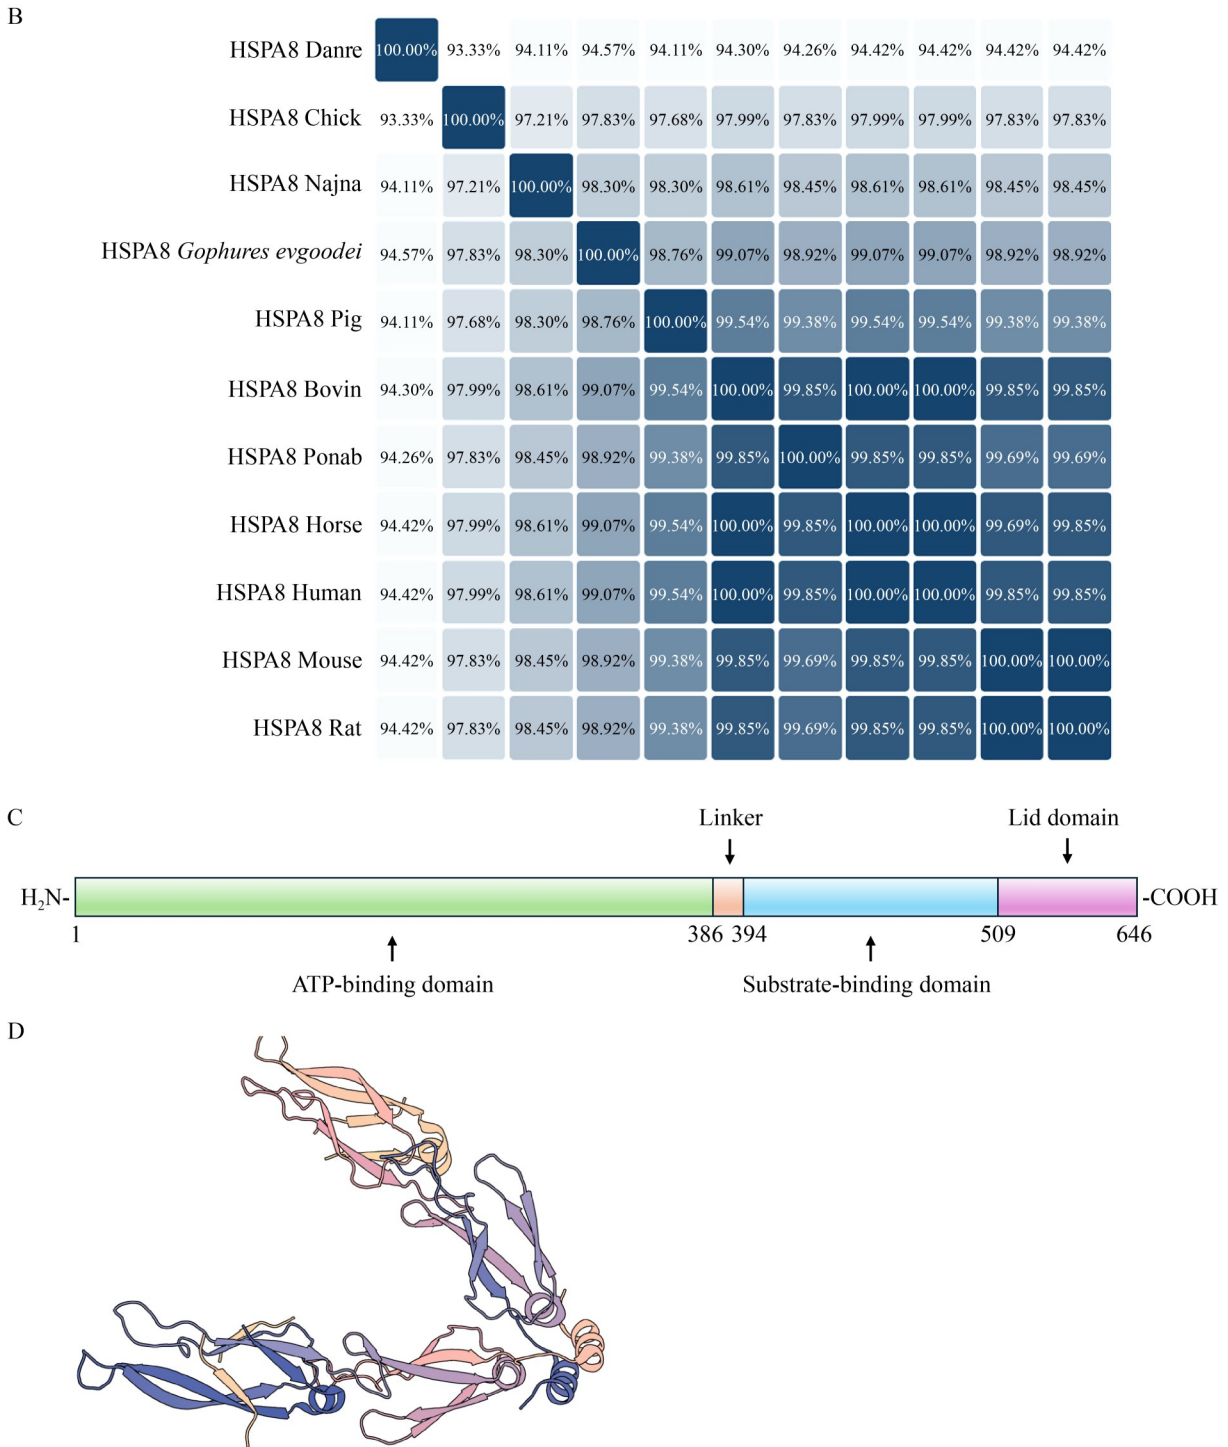 B
HSPA8 Danre 100.00% 93.33% 94.11% 94.57% 94.11% 94.30% 94.26% 94.42% 94.42% 94.42% 94.42%
HSPA8 Chick 93.33% 100.00% 97.21% 97.83% 97.68% 97.99% 97.83% 97.99% 97.99% 97.83% 97.83%
HSPA8 Najna 94.11% 97.21% 100.00% 98.30% 98.30% 98.61% 98.45% 98.61% 98.61% 98.45% 98.45%
HSPA8 Gophures evgoodei 94.57% 97.83% 98.30% 100.00% 98.76% 99.07% 98.92% 99.07% 99.07% 98.92% 98.92%
HSPA8 Pig 94.11% 97.68% 98.30% 98.76% 100.00% 99.54% 99.38% 99.54% 99.54% 99.38% 99.38%
HSPA8 Bovin 94.30% 97.99% 98.61% 99.07% 99.54% 100.00% 99.85% 100.00% 100.00% 99.85% 99.85%
HSPA8 Ponab 94.26% 97.83% 98.45% 98.92% 99.38% 99.85% 100.00% 99.85% 99.85% 99.69% 99.69%
HSPA8 Horse 94.42% 97.99% 98.61% 99.07% 99.54% 100.00% 99.85% 100.00% 100.00% 99.69% 99.85%
HSPA8 Human 94.42% 97.99% 98.61% 99.07% 99.54% 100.00% 99.85% 100.00% 100.00% 99.85% 99.85%
HSPA8 Mouse 94.42% 97.83% 98.45% 98.92% 99.38% 99.85% 99.69% 99.85% 99.85% 100.00% 100.00%
HSPA8 Rat 94.42% 97.83% 98.45% 98.92% 99.38% 99.85% 99.69% 99.85% 99.85% 100.00% 100.00%
C
Linker Lid domain
H₂N- -COOH
1 386 394 509 646
ATP-binding domain Substrate-binding domain
D